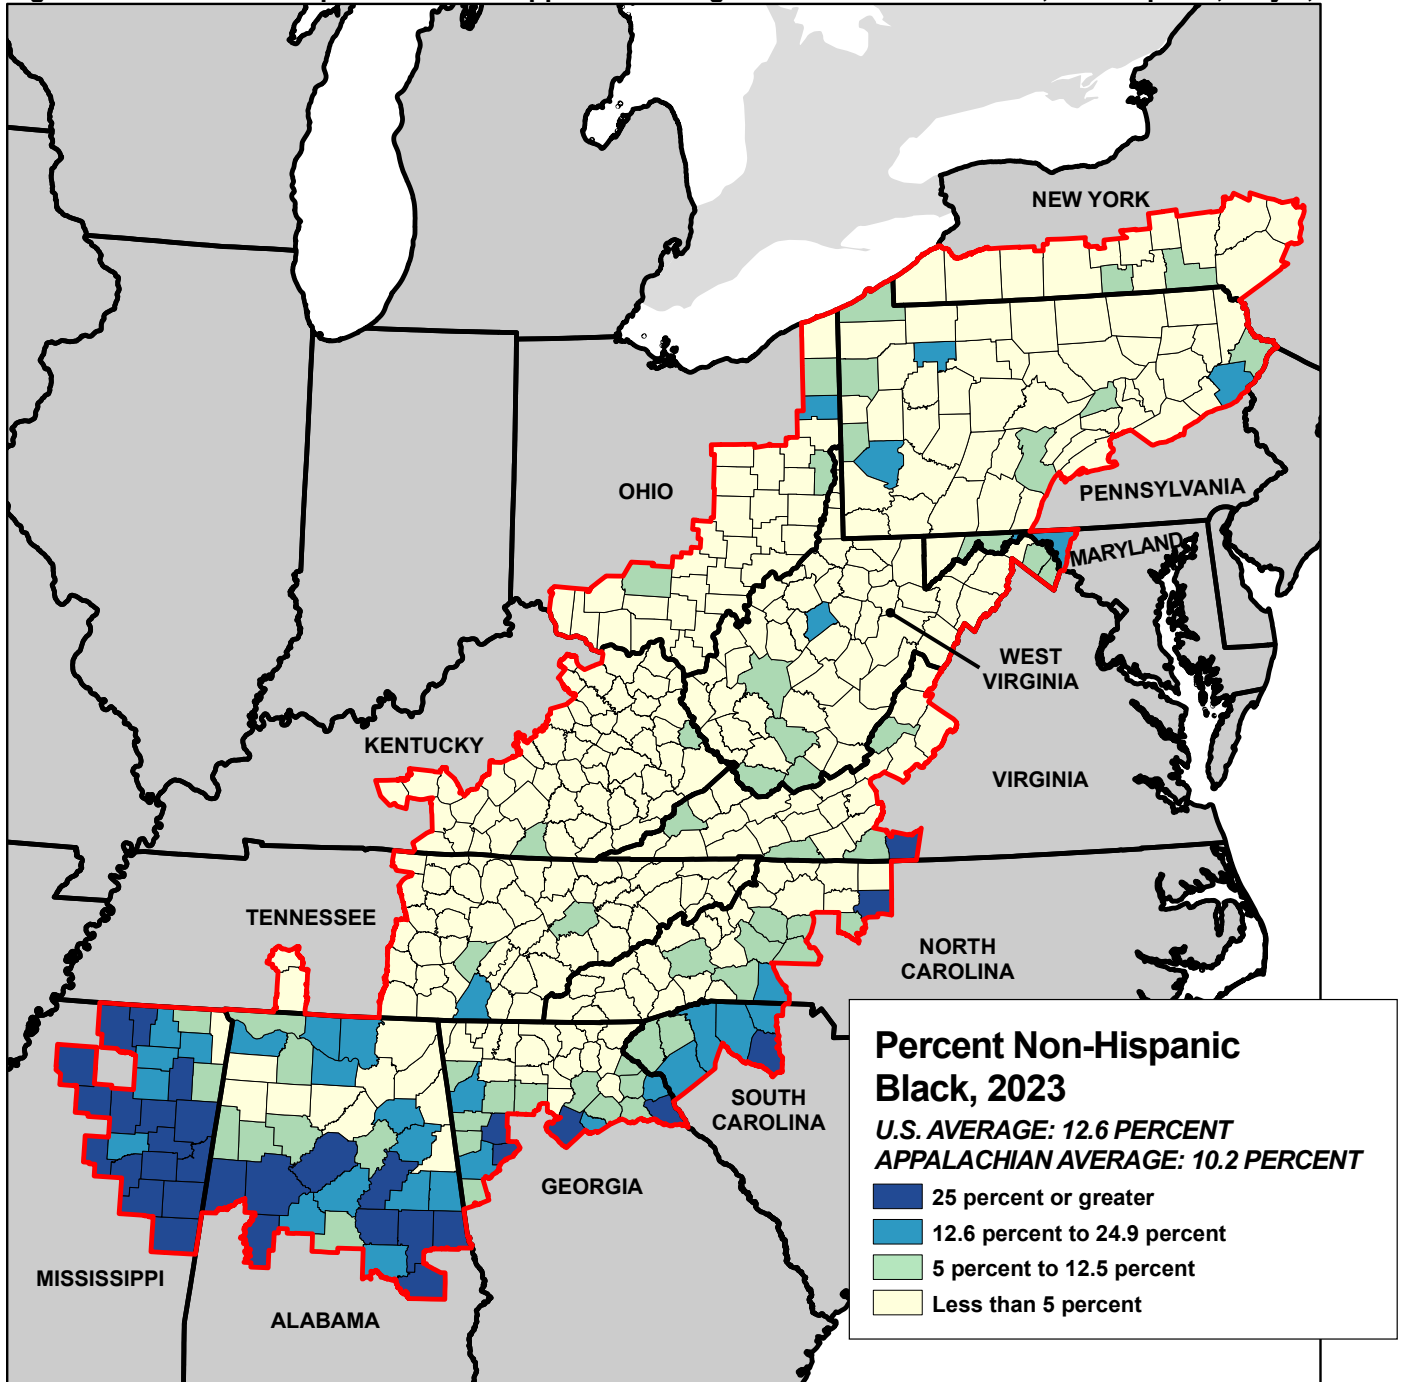 NEW YORK
OHIO
PENNSYLVANIA
MARYLAND
WEST
VIRGINIA
KENTUCKY
VIRGINIA
TENNESSEE
NORTH
CAROLINA
SOUTH
CAROLINA
GEORGIA
MISSISSIPPI
ALABAMA
Percent Non-Hispanic
Black, 2023
U.S. AVERAGE: 12.6 PERCENT
APPALACHIAN AVERAGE: 10.2 PERCENT
25 percent or greater
12.6 percent to 24.9 percent
5 percent to 12.5 percent
Less than 5 percent